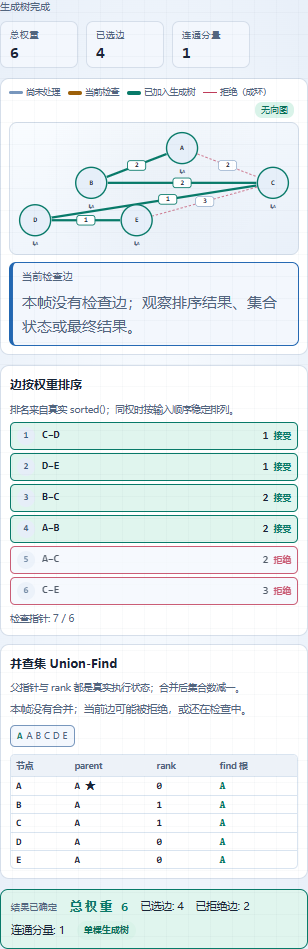 生成树完成
总权重
6
已选边
4
连通分量
1
尚未处理 当前检查 已加入生成树 拒绝（成环）
无向图
A
2 2
B 2 C
1
3
D 1 E
当前检查边
本帧没有检查边；观察排序结果、集合
状态或最终结果。
边按权重排序
排名来自真实 sorted()；同权时按输入顺序稳定排列。
1 C–D 1 接受
2 D–E 1 接受
3 B–C 2 接受
4 A–B 2 接受
5 A–C 2 拒绝
6 C–E 3 拒绝
检查指针: 7 / 6
并查集 Union-Find
父指针与 rank 都是真实执行状态；合并后集合数减一。
本帧没有合并；当前边可能被拒绝，或还在检查中。
A A B C D E
节点 parent rank find 根
A A ★ 0 A
B A 1 A
C A 1 A
D A 0 A
E A 0 A
结果已确定 总权重 6 已选边: 4 已拒绝边: 2
连通分量: 1 单棵生成树